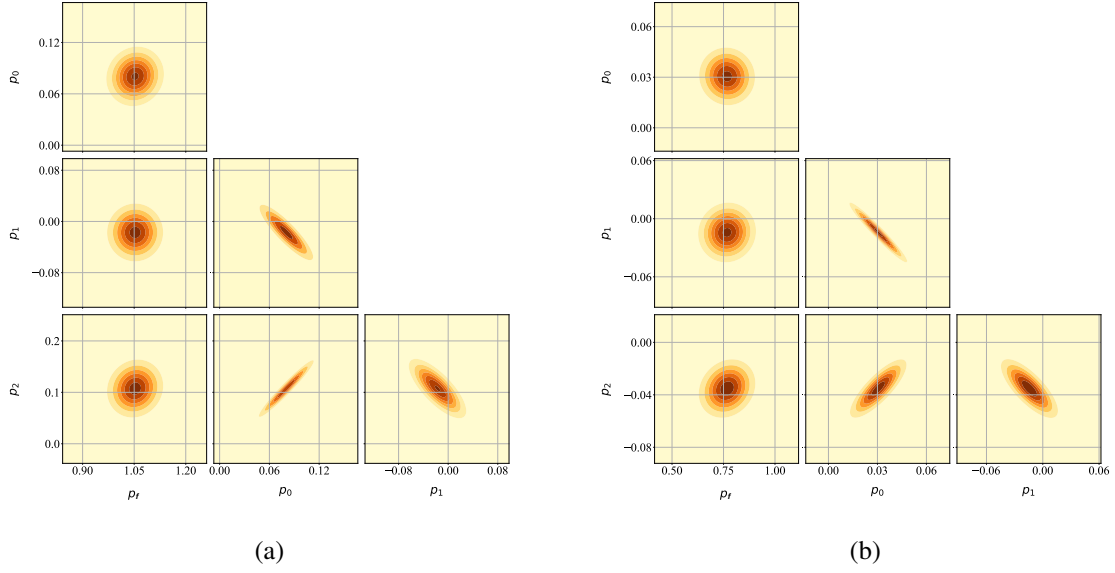 p₀
0.12
0.06
0.00
p₁
0.08
0.00
−0.08
p₂
0.2
0.1
0.0
0.90 1.05 1.20
0.00 0.06 0.12
−0.08 0.00 0.08
p_f
p₀
p₁
(a)
p₀
0.06
0.03
0.00
p₁
0.06
0.00
−0.06
p₂
0.00
−0.04
−0.08
0.50 0.75 1.00
0.00 0.03 0.06
−0.06 0.00 0.06
p_f
p₀
p₁
(b)